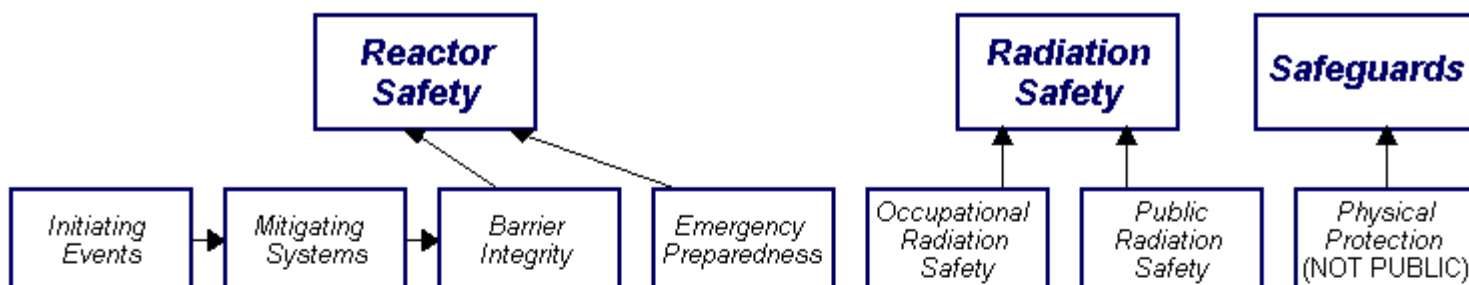 Reactor
Safety
Radiation
Safety
Safeguards
Initiating
Events
Mitigating
Systems
Barrier
Integrity
Emergency
Preparedness
Occupational
Radiation
Safety
Public
Radiation
Safety
Physical
Protection
(NOT PUBLIC)